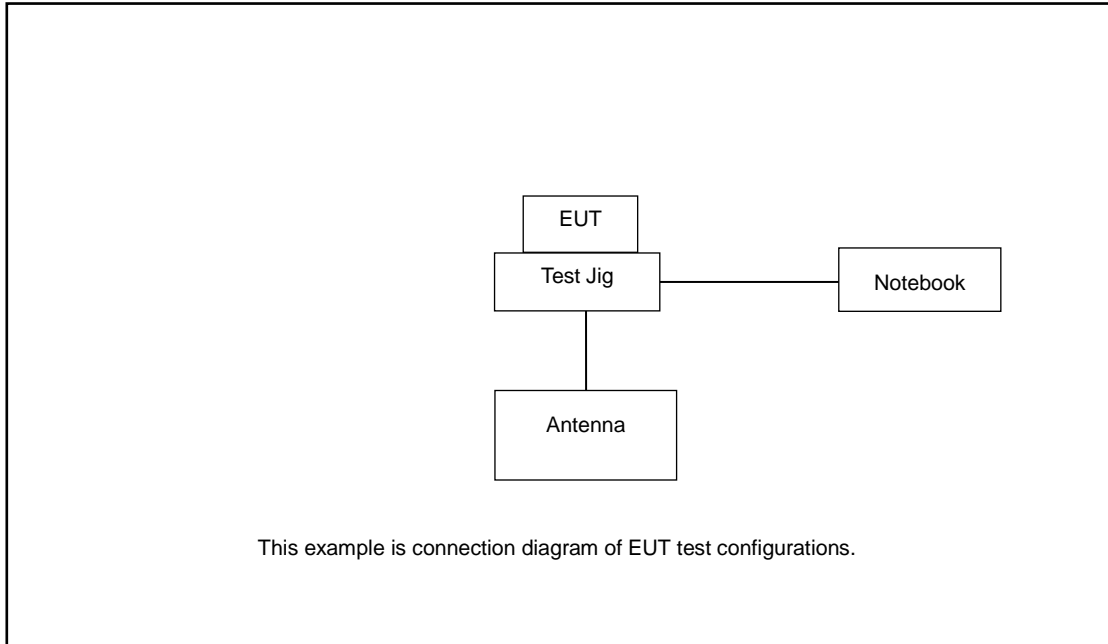 EUT
Test Jig
Notebook
Antenna
This example is connection diagram of EUT test configurations.